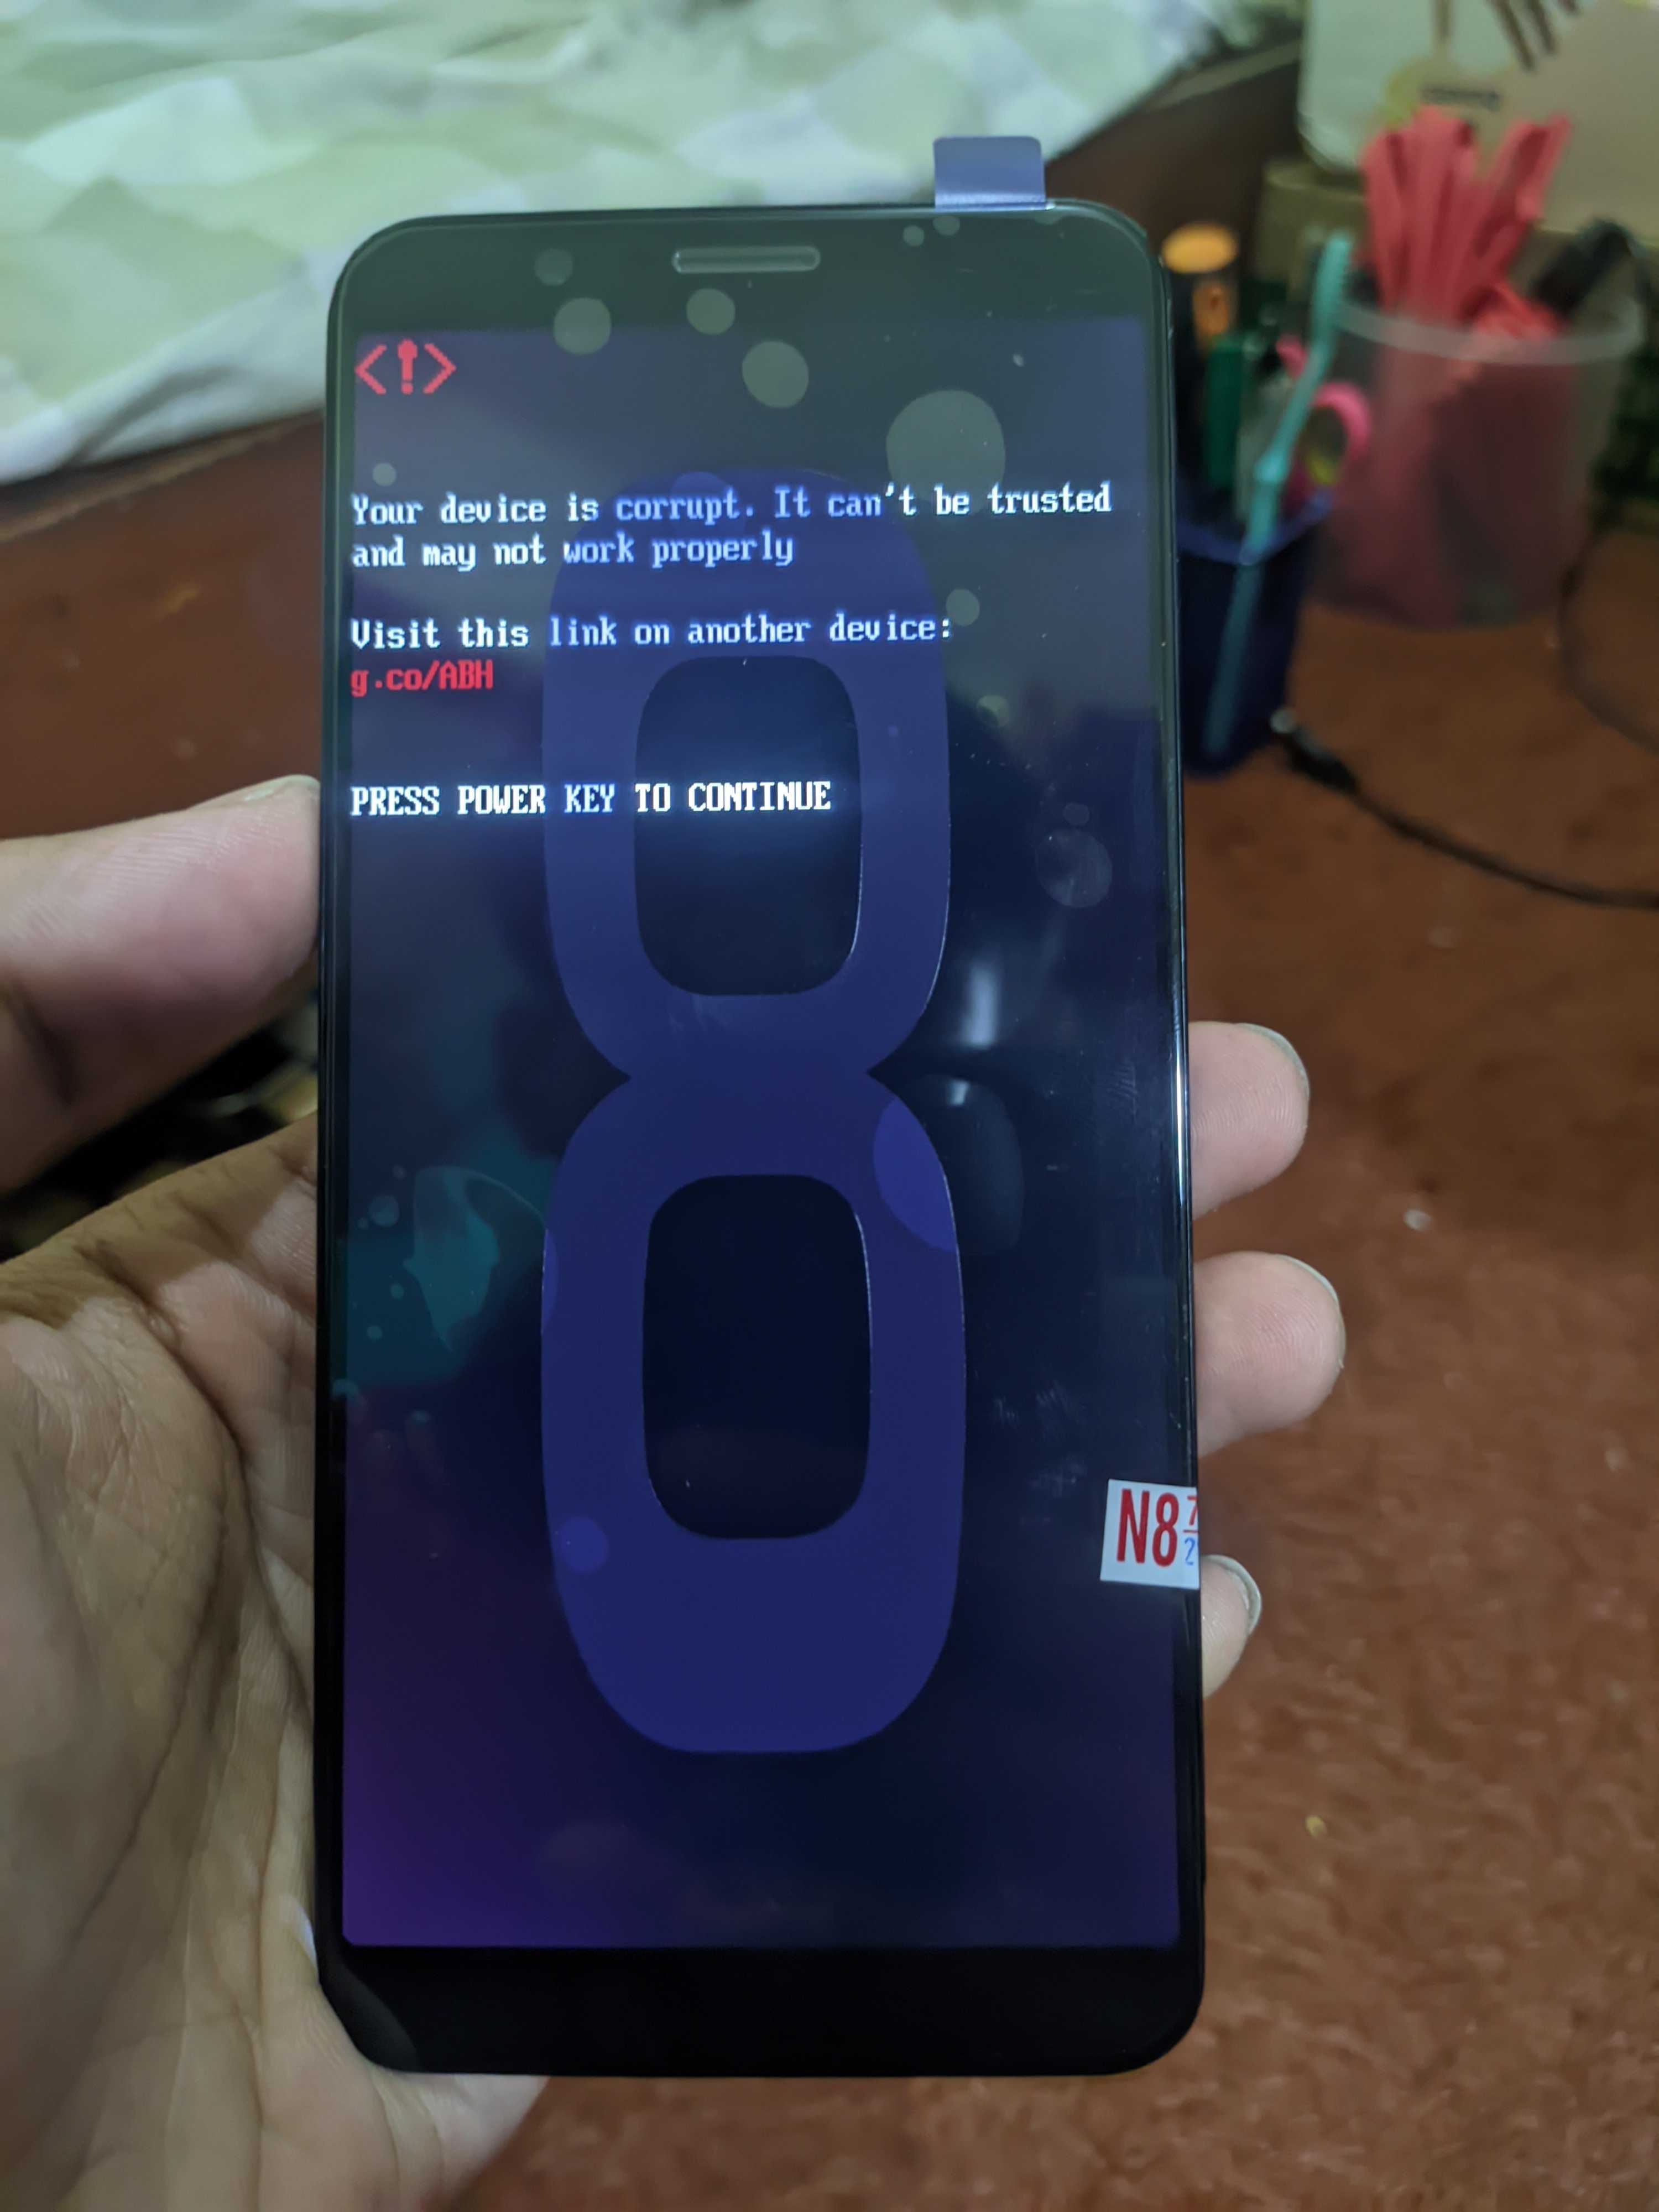 <!>
Your device is corrupt. It can't be trusted
and may not work properly
Visit this link on another device:
g.co/ABH
PRESS POWER KEY TO CONTINUE
8
N8